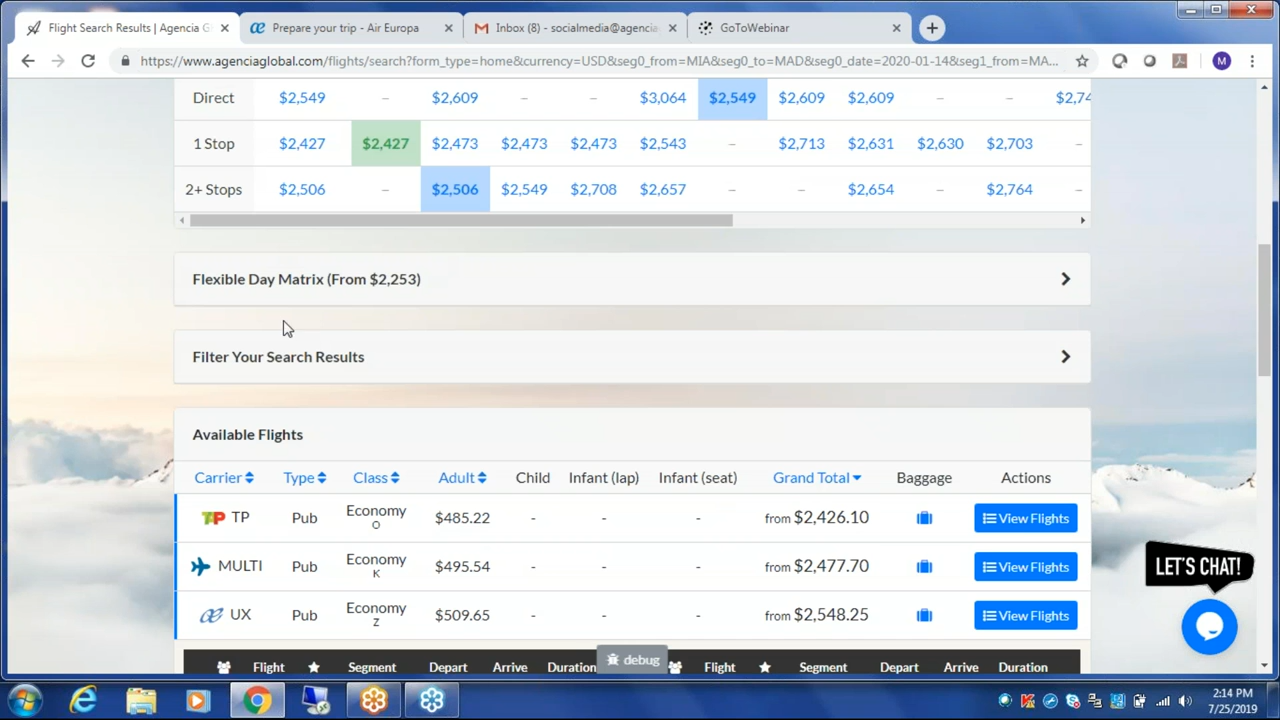 Flight Search Results | Agencia G
Prepare your trip - Air Europa
Inbox (8) - socialmedia@agencia
GoToWebinar
https://www.agenciaglobal.com/flights/search?form_type=home&currency=USD&seg0_from=MIA&seg0_to=MAD&seg0_date=2020-01-14&seg1_from=MA...
M
Direct $2,549 – $2,609 – – $3,064 $2,549 $2,609 $2,609 – – $2,74
1 Stop $2,427 $2,427 $2,473 $2,473 $2,473 $2,543 – $2,713 $2,631 $2,630 $2,703 –
2+ Stops $2,506 – $2,506 $2,549 $2,708 $2,657 – – $2,654 – $2,764 –
Flexible Day Matrix (From $2,253)
Filter Your Search Results
Available Flights
Carrier Type Class Adult Child Infant (lap) Infant (seat) Grand Total Baggage Actions
TP TP Pub Economy O $485.22 - - - from $2,426.10 View Flights
MULTI Pub Economy K $495.54 - - - from $2,477.70 View Flights
UX Pub Economy Z $509.65 - - - from $2,548.25 View Flights
Flight Segment Depart Arrive Duration Flight Segment Depart Arrive Duration
debug
LET'S CHAT!
2:14 PM
7/25/2019